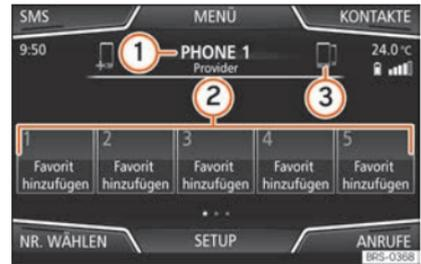 SMS MENÜ KONTAKTE
9:50 1 PHONE 1 24.0 °C
Provider
2 3
1 2 3 4 5
Favorit Favorit Favorit Favorit Favorit
hinzufügen hinzufügen hinzufügen hinzufügen hinzufügen
NR. WÄHLEN SETUP ANRUFE
BRS-0368